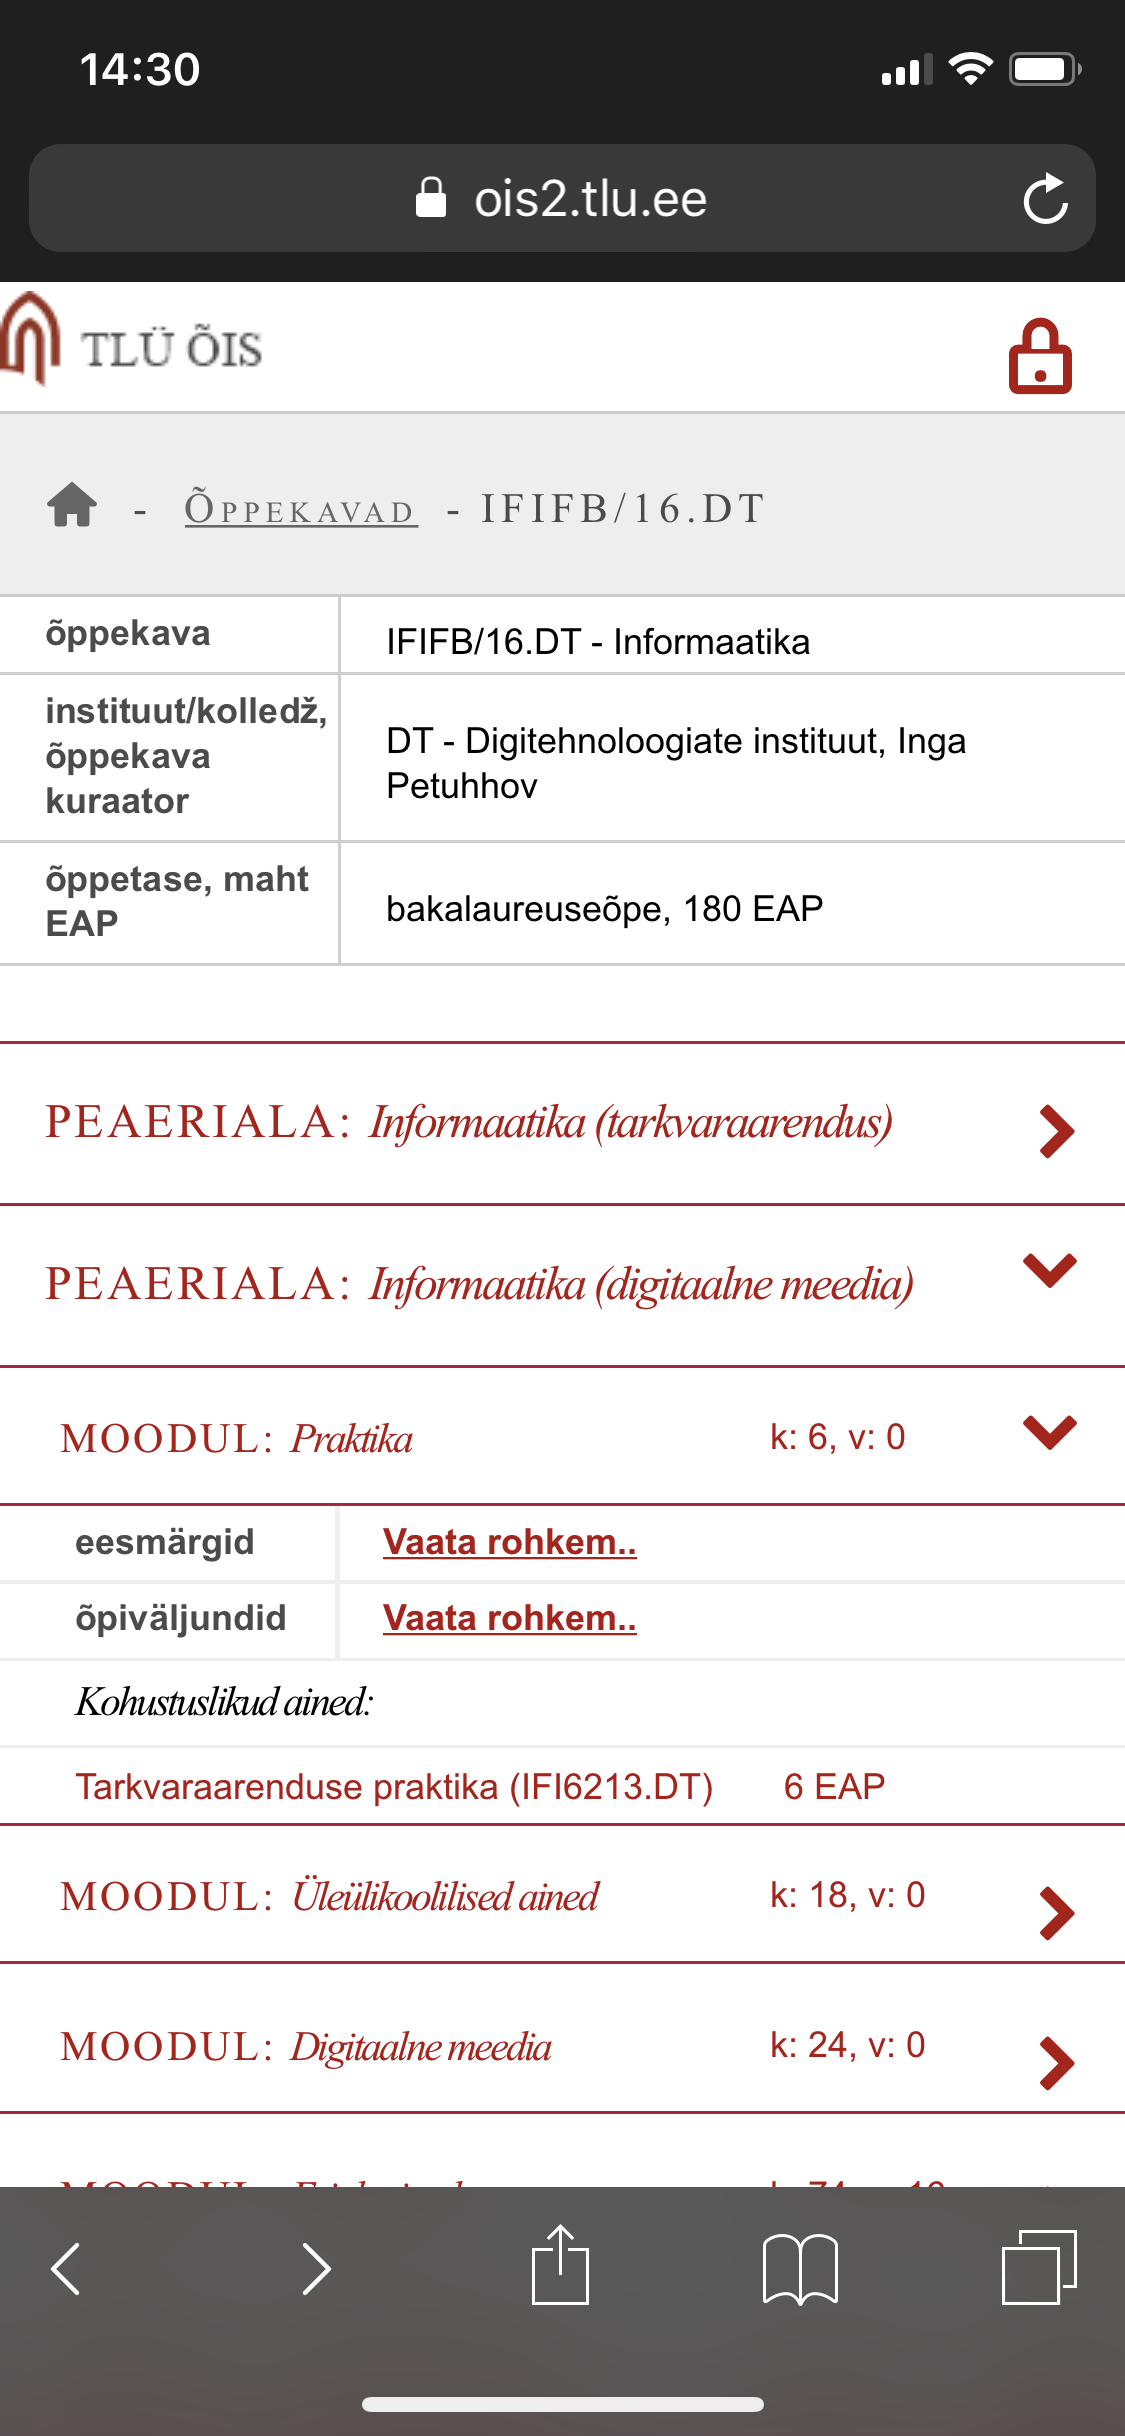 14:30
ois2.tlu.ee
TLÜ ÕIS
- Õppekavad - IFIFB/16.DT
õppekava
IFIFB/16.DT - Informaatika
instituut/kolledž,
õppekava
kuraator
DT - Digitehnoloogiate instituut, Inga
Petuhhov
õppetase, maht
EAP
bakalaureuseõpe, 180 EAP
PEAERIALA: Informaatika (tarkvaraarendus)
PEAERIALA: Informaatika (digitaalne meedia)
MOODUL: Praktika k: 6, v: 0
eesmärgid Vaata rohkem..
õpiväljundid Vaata rohkem..
Kohustuslikud ained:
Tarkvaraarenduse praktika (IFI6213.DT) 6 EAP
MOODUL: Üleülikoolilised ained k: 18, v: 0
MOODUL: Digitaalne meedia k: 24, v: 0
MOODUL: